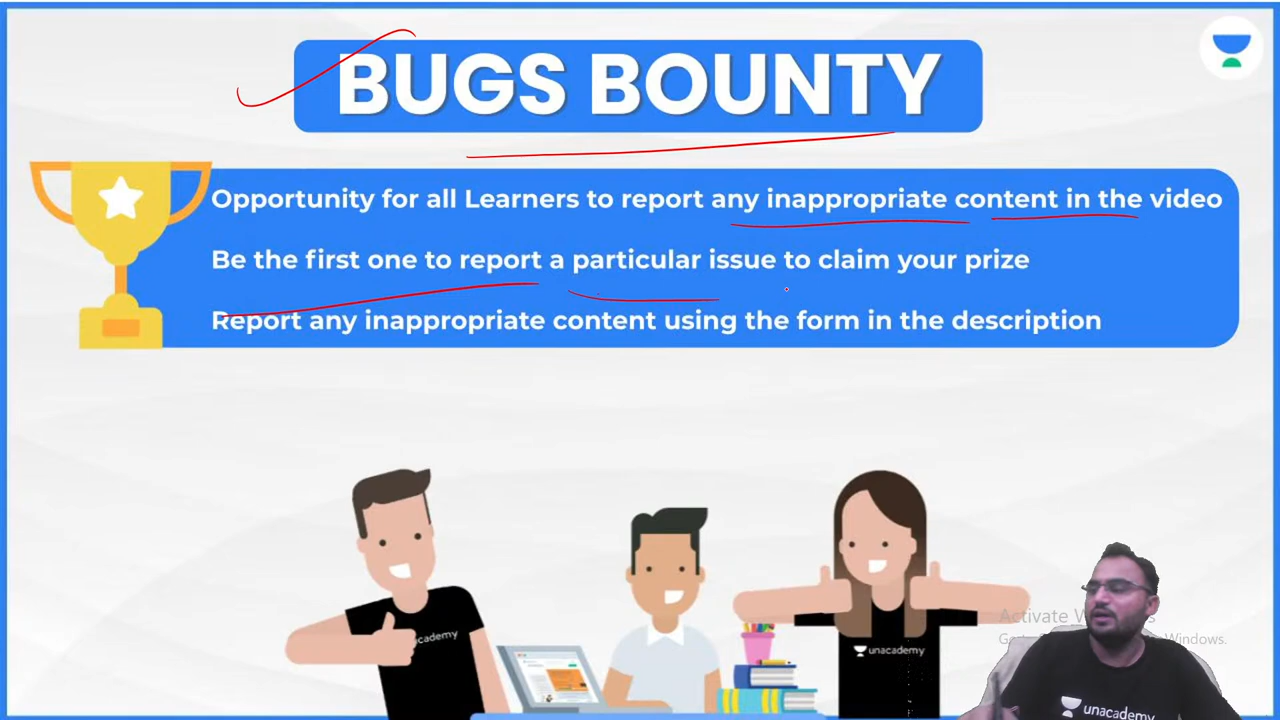 BUGS BOUNTY
Opportunity for all Learners to report any inappropriate content in the video
Be the first one to report a particular issue to claim your prize
Report any inappropriate content using the form in the description
unacademy
Activate W s
Windows.
unacademy